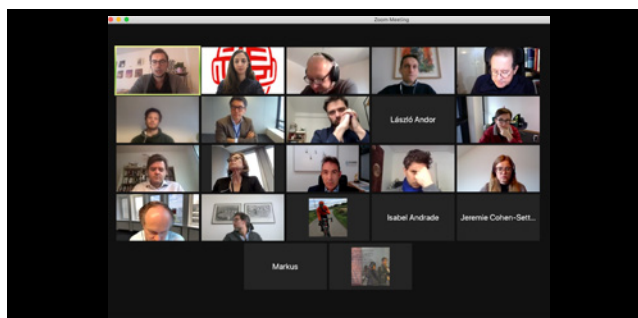 Zoom Meeting
László Andor
Isabel Andrade
Jeremie Cohen-Sett...
Markus